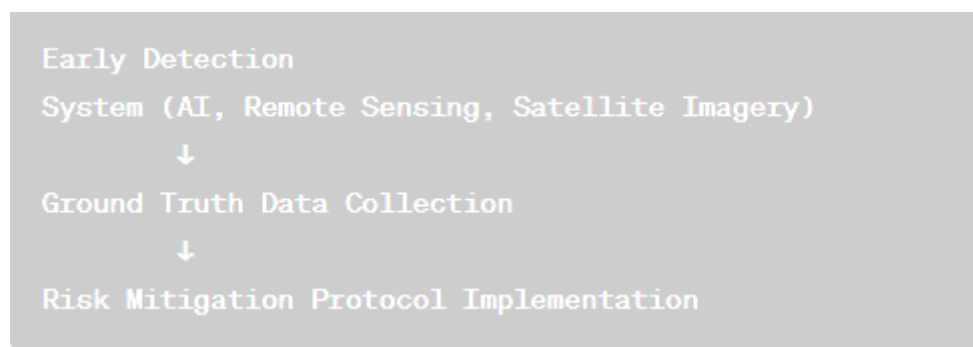 Early Detection
System (AI, Remote Sensing, Satellite Imagery)
↓
Ground Truth Data Collection
↓
Risk Mitigation Protocol Implementation